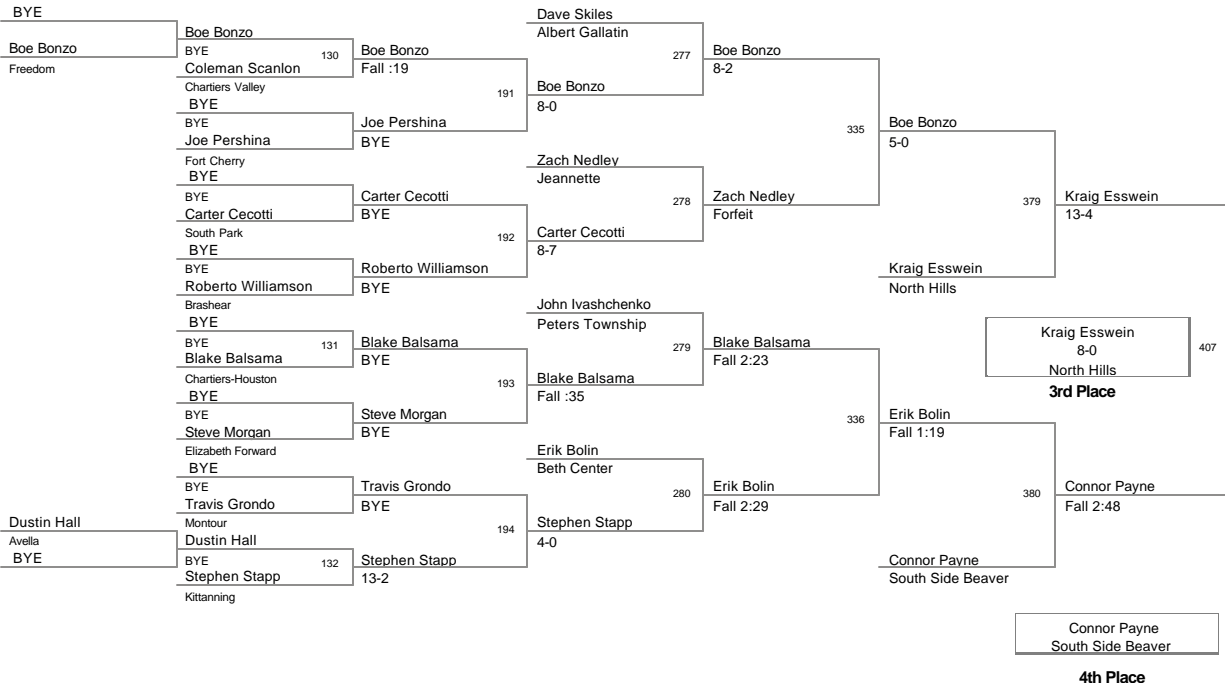 BYE
Boe Bonzo
Freedom
Dustin Hall
Avella
BYE
Boe Bonzo
BYE
130
Coleman Scanlon
Chartiers Valley
BYE
BYE
Joe Pershina
Fort Cherry
BYE
BYE
Carter Cecotti
South Park
BYE
BYE
Roberto Williamson
Brashear
BYE
BYE
131
Blake Balsama
Chartiers-Houston
BYE
BYE
Steve Morgan
Elizabeth Forward
BYE
BYE
Travis Grondo
Montour
Dustin Hall
BYE
132
Stephen Stapp
Kittanning
Boe Bonzo
Fall :19
191
Joe Pershina
BYE
Carter Cecotti
BYE
192
Roberto Williamson
BYE
Blake Balsama
BYE
193
Steve Morgan
BYE
Travis Grondo
BYE
194
Stephen Stapp
13-2
Dave Skiles
Albert Gallatin
277
Boe Bonzo
8-0
Zach Nedley
Jeannette
278
Carter Cecotti
8-7
John Ivashchenko
Peters Township
279
Blake Balsama
Fall :35
Erik Bolin
Beth Center
280
Stephen Stapp
4-0
Boe Bonzo
8-2
335
Zach Nedley
Forfeit
Blake Balsama
Fall 2:23
336
Erik Bolin
Fall 2:29
Boe Bonzo
5-0
379
Kraig Esswein
North Hills
Erik Bolin
Fall 1:19
380
Connor Payne
South Side Beaver
Kraig Esswein
13-4
Kraig Esswein
8-0
407
North Hills
3rd Place
Connor Payne
Fall 2:48
Connor Payne
South Side Beaver
4th Place